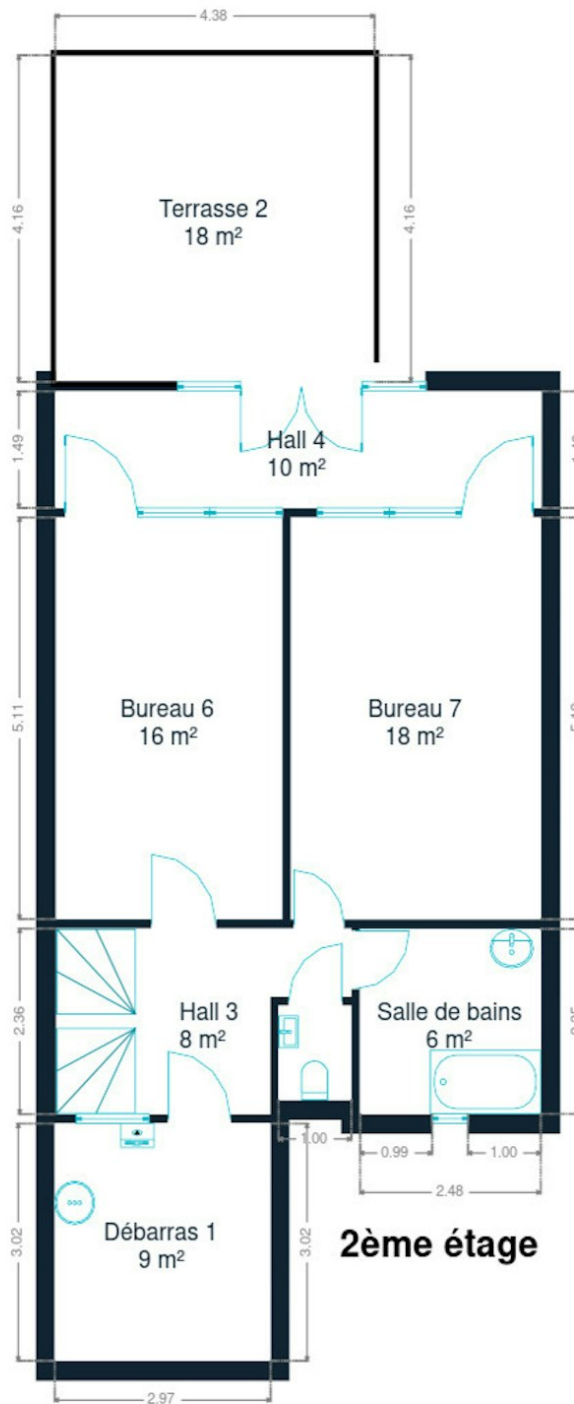 4.38
4.16
4.16
Terrasse 2
18 m²
1.49
Hall 4
10 m²
5.11
Bureau 6
16 m²
Bureau 7
18 m²
2.36
Hall 3
8 m²
Salle de bains
6 m²
1.00
0.99
1.00
2.48
3.02
Débarras 1
9 m²
3.02
2ème étage
2.97